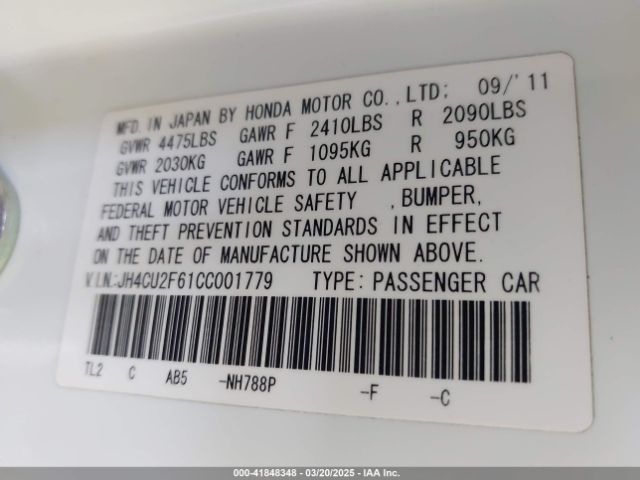 MFD. IN JAPAN BY HONDA MOTOR CO.,LTD: 09/'11
GVWR 4475LBS GAWR F 2410LBS R 2090LBS
GVWR 2030KG GAWR F 1095KG R 950KG
THIS VEHICLE CONFORMS TO ALL APPLICABLE
FEDERAL MOTOR VEHICLE SAFETY ,BUMPER,
AND THEFT PREVENTION STANDARDS IN EFFECT
ON THE DATE OF MANUFACTURE SHOWN ABOVE.
V.I.N.:JH4CU2F61CC001779 TYPE: PASSENGER CAR
TL2 C AB5 -NH788P -F -C
000-41848348 - 03/20/2025 - IAAI.COM